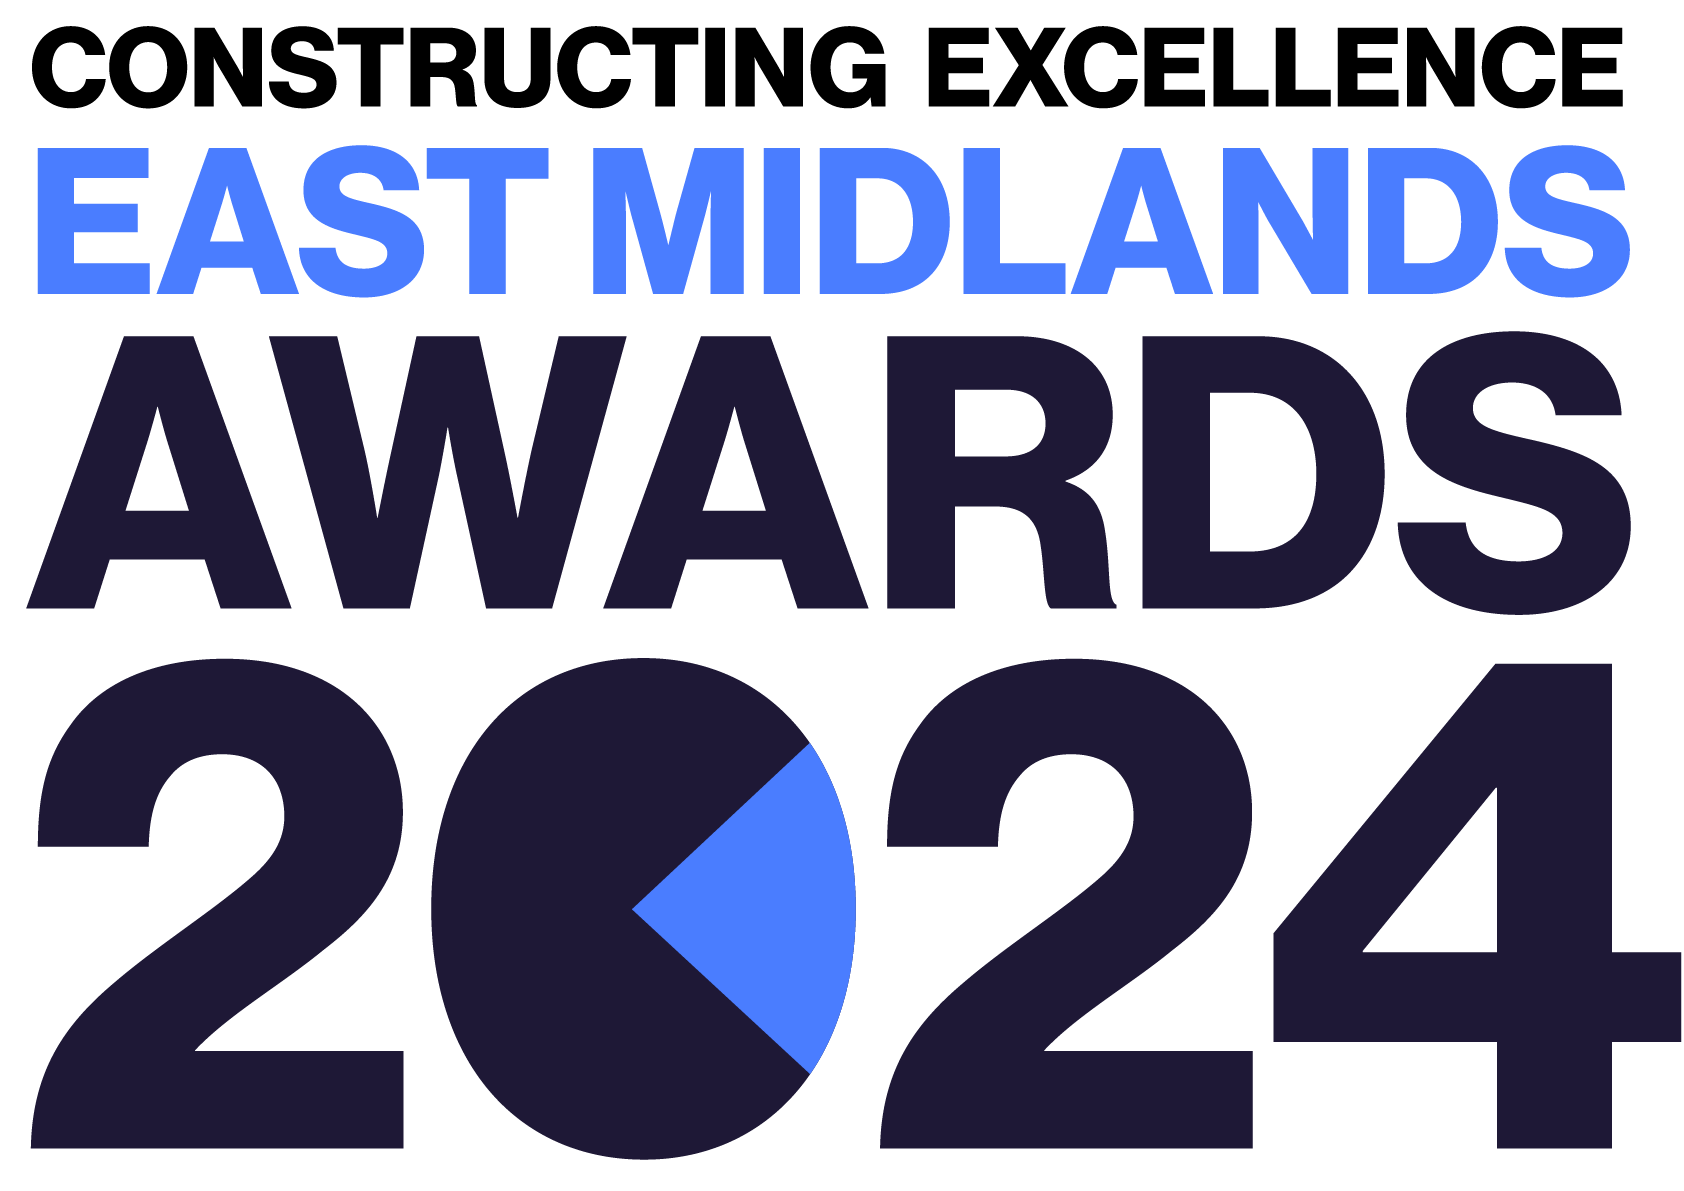 CONSTRUCTING EXCELLENCE
EAST MIDLANDS
AWARDS
2024